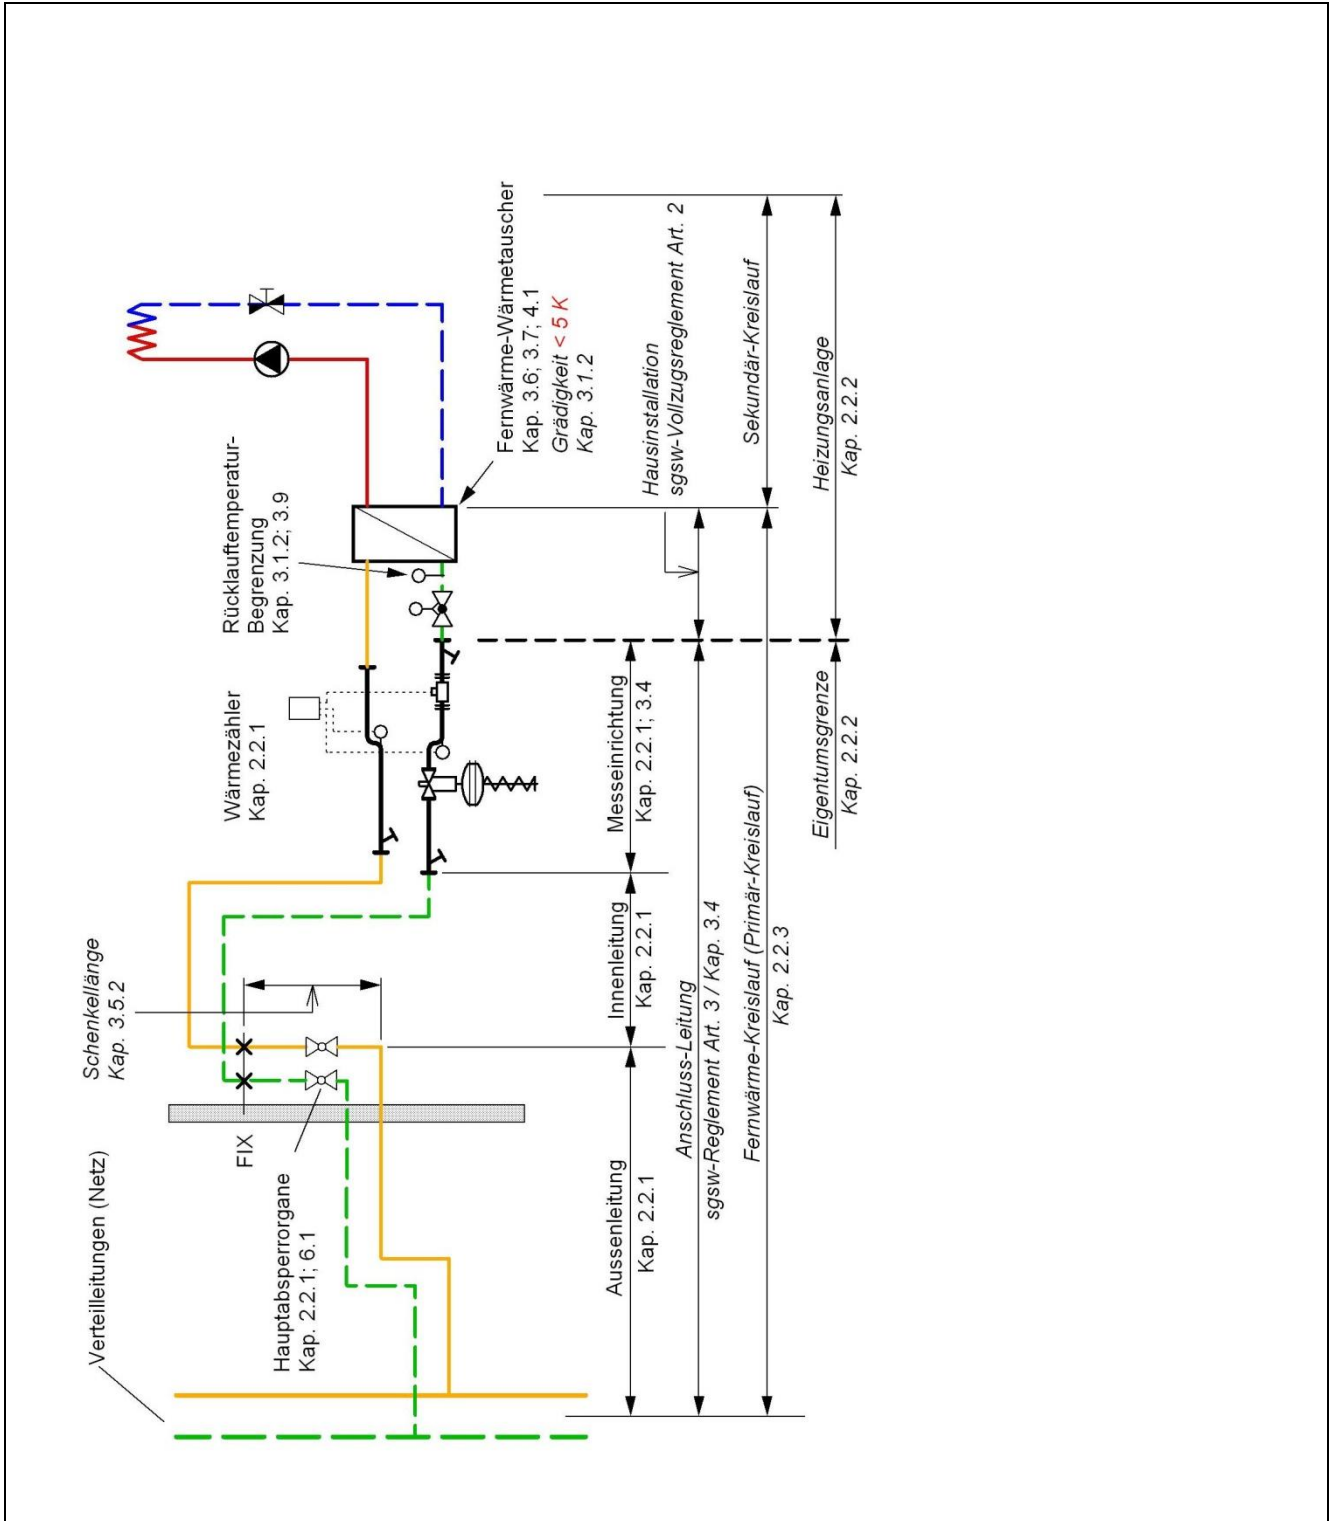 Verteilleitungen (Netz)
Schenkellänge
Kap. 3.5.2
FIX
Hauptabsperrorgane
Kap. 2.2.1; 6.1
Wärmezähler
Kap. 2.2.1
Rücklauftemperatur-
Begrenzung
Kap. 3.1.2; 3.9
Fernwärme-Wärmetauscher
Kap. 3.6; 3.7; 4.1
Grädigkeit < 5 K
Kap. 3.1.2
Aussenleitung
Kap. 2.2.1
Innenleitung
Kap. 2.2.1
Messeinrichtung
Kap. 2.2.1; 3.4
Hausinstallation
sgsw-Vollzugsreglement Art. 2
Anschluss-Leitung
sgsw-Reglement Art. 3 / Kap. 3.4
Fernwärme-Kreislauf (Primär-Kreislauf)
Kap. 2.2.3
Sekundär-Kreislauf
Eigentumsgrenze
Kap. 2.2.2
Heizungsanlage
Kap. 2.2.2